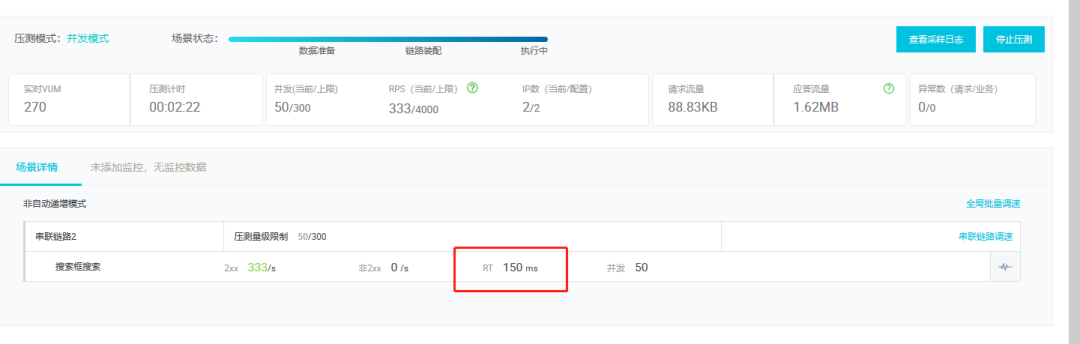 压测模式：并发模式 场景状态： 查看采样日志 停止压测
数据准备 链路装配 执行中
实时VUM 压测计时 并发(当前/上限) RPS（当前/上限） ? IP数（当前/配置） 请求流量 应答流量 ? 异常数（请求/业务）
270 00:02:22 50/300 333/4000 2/2 88.83KB 1.62MB 0/0
场景详情 未添加监控，无监控数据
非自动递增模式 全局批量调速
串联链路2 压测量级限制 50/300 串联链路调速
搜索框搜索 2xx 333/s 非2xx 0 /s RT 150 ms 并发 50